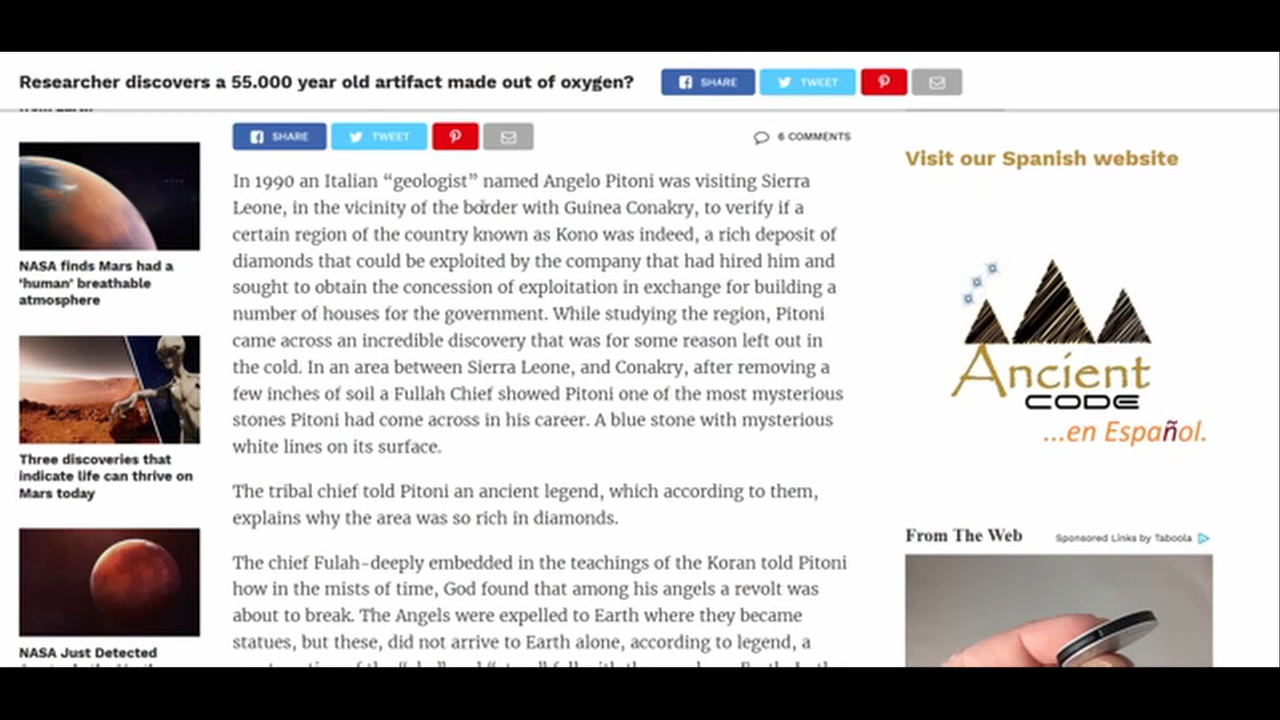 Researcher discovers a 55.000 year old artifact made out of oxygen?
SHARE
TWEET
SHARE
TWEET
6 COMMENTS
NASA finds Mars had a
'human' breathable
atmosphere
Three discoveries that
indicate life can thrive on
Mars today
NASA Just Detected
In 1990 an Italian “geologist” named Angelo Pitoni was visiting Sierra
Leone, in the vicinity of the border with Guinea Conakry, to verify if a
certain region of the country known as Kono was indeed, a rich deposit of
diamonds that could be exploited by the company that had hired him and
sought to obtain the concession of exploitation in exchange for building a
number of houses for the government. While studying the region, Pitoni
came across an incredible discovery that was for some reason left out in
the cold. In an area between Sierra Leone, and Conakry, after removing a
few inches of soil a Fullah Chief showed Pitoni one of the most mysterious
stones Pitoni had come across in his career. A blue stone with mysterious
white lines on its surface.
The tribal chief told Pitoni an ancient legend, which according to them,
explains why the area was so rich in diamonds.
The chief Fulah-deeply embedded in the teachings of the Koran told Pitoni
how in the mists of time, God found that among his angels a revolt was
about to break. The Angels were expelled to Earth where they became
statues, but these, did not arrive to Earth alone, according to legend, a
Visit our Spanish website
Ancient
CODE
...en Español.
From The Web
Sponsored Links by Taboola